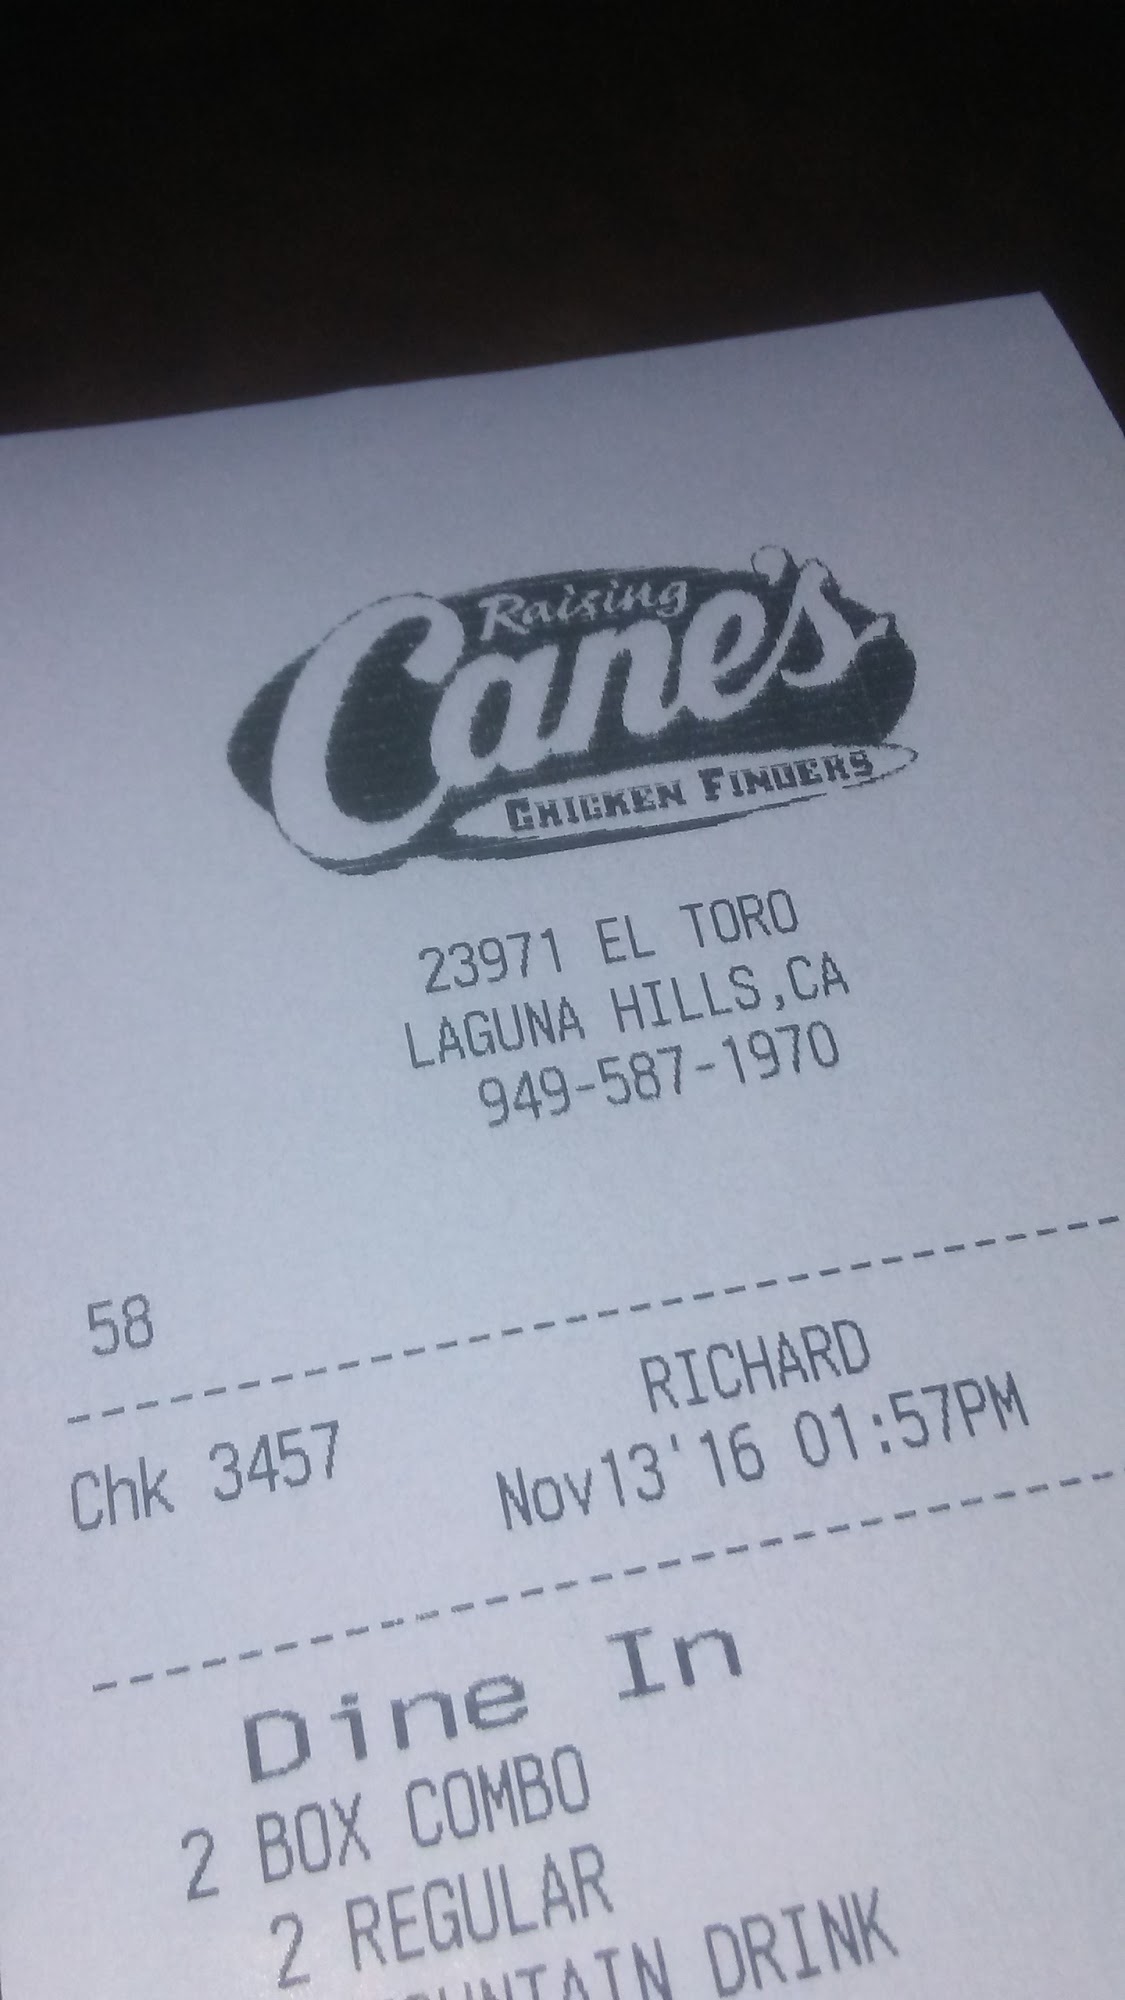 Raising
Cane's
CHICKEN FINGERS
23971 EL TORO
LAGUNA HILLS,CA
949-587-1970
58
RICHARD
Chk 3457 Nov13'16 01:57PM
Dine In
2 BOX COMBO
2 REGULAR
DRINK